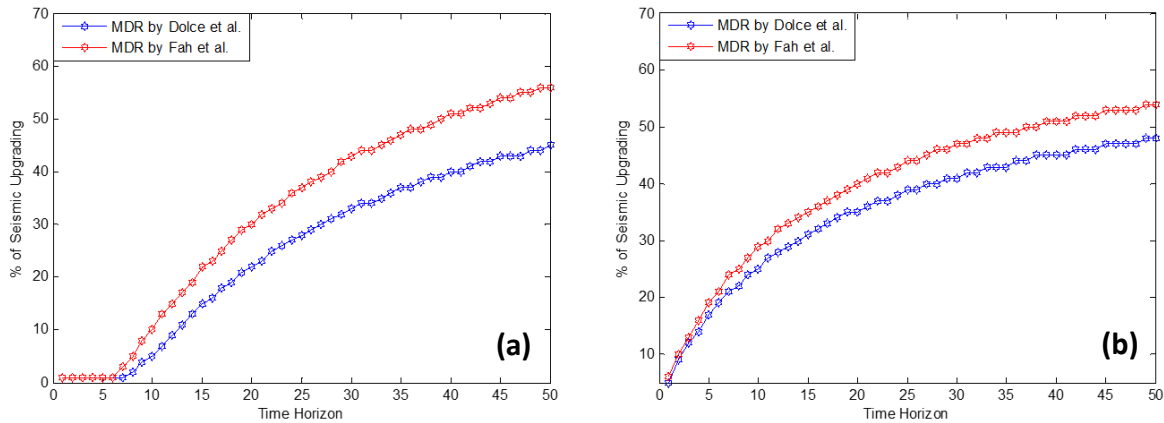 70
60
50
40
30
20
10
0
% of Seismic Upgrading
MDR by Dolce et al.
MDR by Fah et al.
(a)
0 5 10 15 20 25 30 35 40 45 50
Time Horizon
70
60
50
40
30
20
10
% of Seismic Upgrading
MDR by Dolce et al.
MDR by Fah et al.
(b)
0 5 10 15 20 25 30 35 40 45 50
Time Horizon